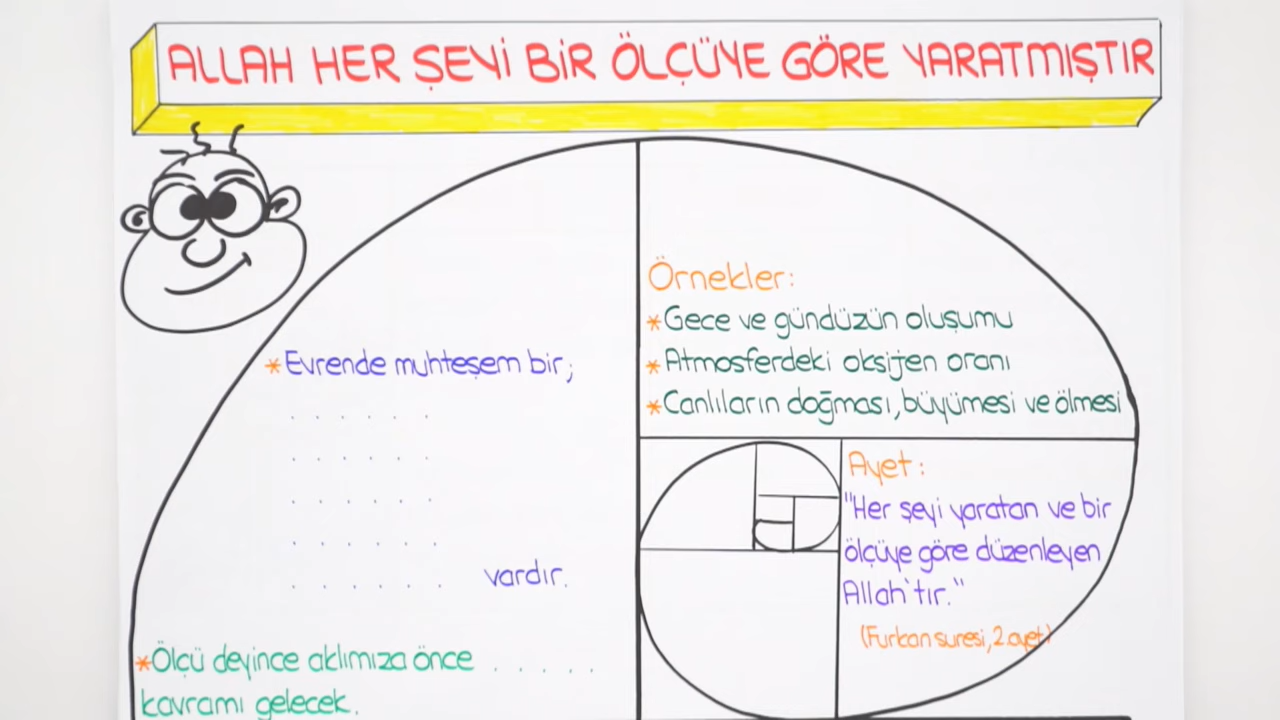 ALLAH HER ŞEYİ BİR ÖLÇÜYE GÖRE YARATMIŞTIR
*Evrende muhteşem bir;
. . . . . .
. . . . . .
. . . . . .
. . . . . .
. . . . . . vardır.
*Ölçü deyince aklımıza önce . . . . .
kavramı gelecek.
Örnekler:
*Gece ve gündüzün oluşumu
*Atmosferdeki oksijen oranı
*Canlıların doğması, büyümesi ve ölmesi
Ayet:
"Her şeyi yaratan ve bir
ölçüye göre düzenleyen
Allah'tır."
(Furkan suresi, 2. ayet)